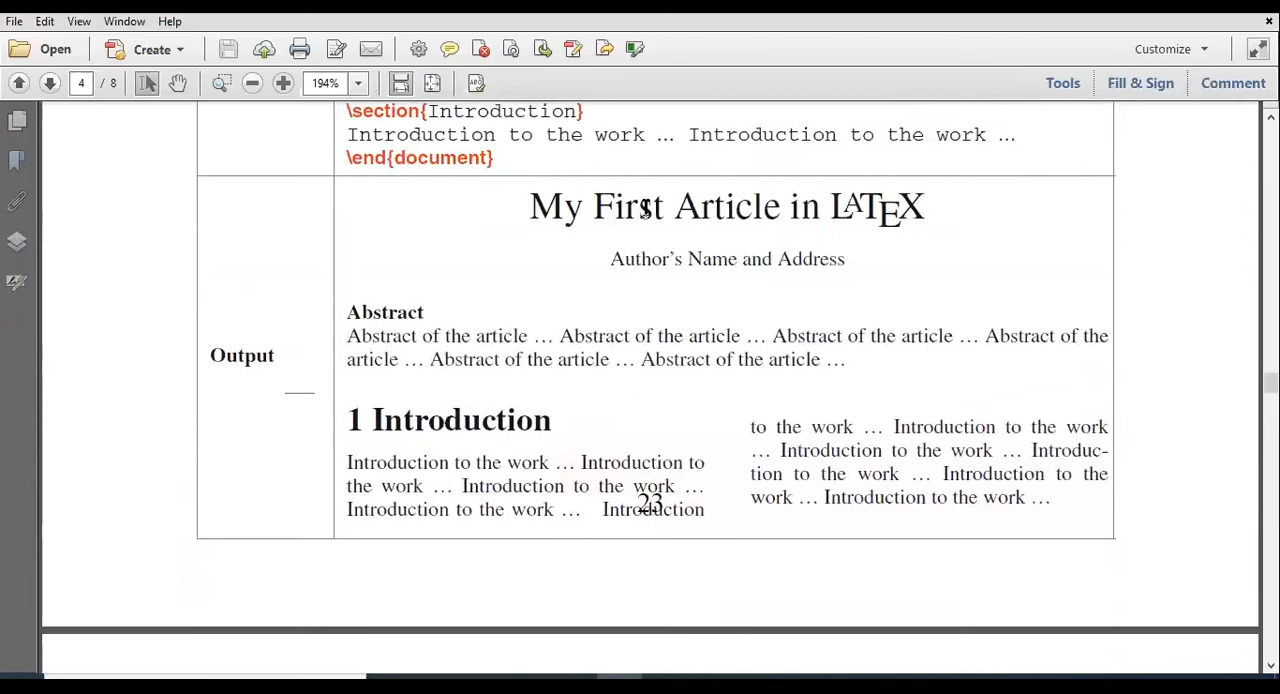 File Edit View Window Help
Open Create Customize
4 / 8 194% Tools Fill & Sign Comment
\section{Introduction}
Introduction to the work ... Introduction to the work ...
\end{document}
Output
My First Article in LATEX
Author's Name and Address
Abstract
Abstract of the article ... Abstract of the article ... Abstract of the article ... Abstract of the
article ... Abstract of the article ... Abstract of the article ...
1 Introduction
Introduction to the work ... Introduction to
the work ... Introduction to the work ...
Introduction to the work ... Introduction
to the work ... Introduction to the work
... Introduction to the work ... Introduc-
tion to the work ... Introduction to the
work ... Introduction to the work ...
23